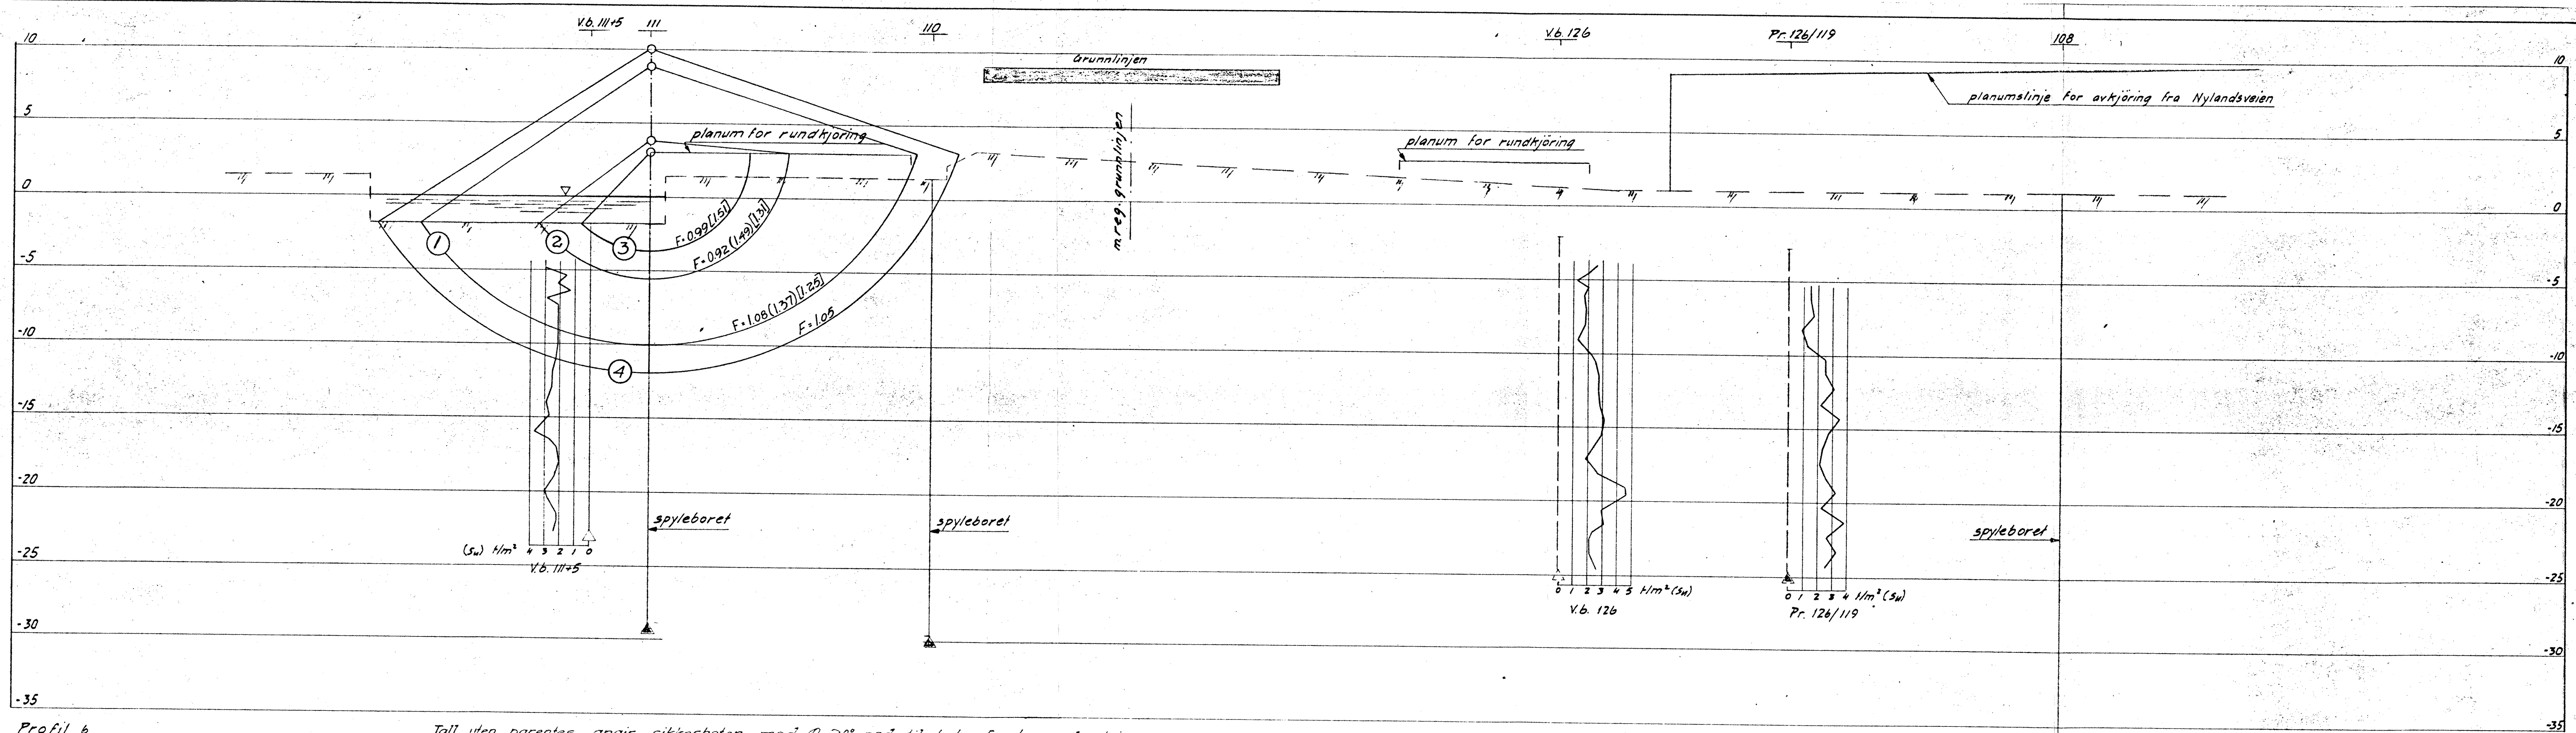 V.b. 111+5
111
110
V.b. 126
Pr. 126/119
108
10
10
Grunnlinjen
planumslinje for avkjöring fra Nylandsveien
5
5
planum for rundkjöring
planum for rundkjöring
m.reg. grunnlinjen
0
0
F=0.99 [1.51]
F=0.92 (1.49) [1.31]
F=1.08 (1.37) [1.25]
F=1.05
1
2
3
4
-5
-5
-10
-10
-15
-15
-20
-20
spyleboret
spyleboret
spyleboret
(su) t/m² 4 3 2 1 0
V.b. 111+5
-25
-25
0 1 2 3 4 5 t/m² (su)
V.b. 126
0 1 2 3 4 t/m² (su)
Pr. 126/119
-30
-30
-35
-35
Profil b
Tall uten parentes angir sikkerheten med